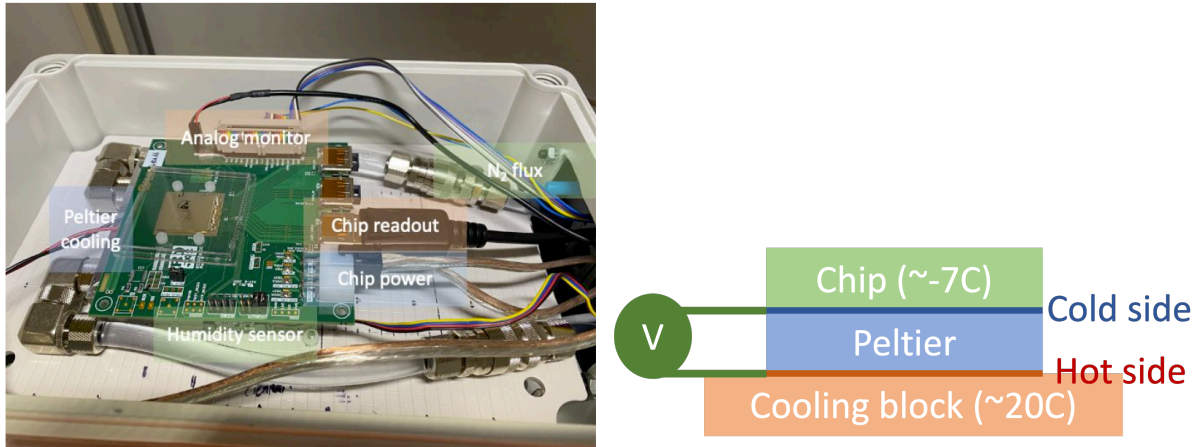 Analog monitor
N₂ flux
Peltier
cooling
Chip readout
Chip power
Humidity sensor
Chip (~-7C)
Cold side
V
Peltier
Hot side
Cooling block (~20C)